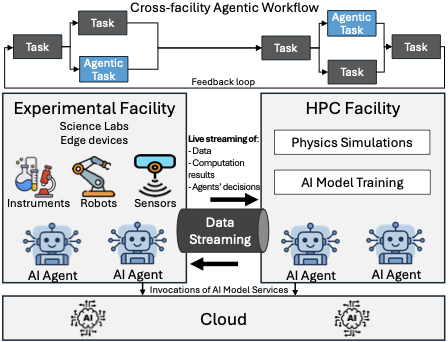 Cross-facility Agentic Workflow
Task
Task
Agentic
Task
Task
Agentic
Task
Task
Task
Feedback loop
Experimental Facility
Science Labs
Edge devices
Instruments
Robots
Sensors
AI Agent
AI Agent
Live streaming of:
- Data
- Computation
results
- Agents' decisions
Data
Streaming
HPC Facility
Physics Simulations
AI Model Training
AI Agent
AI Agent
Invocations of AI Model Services
AI
Cloud
AI